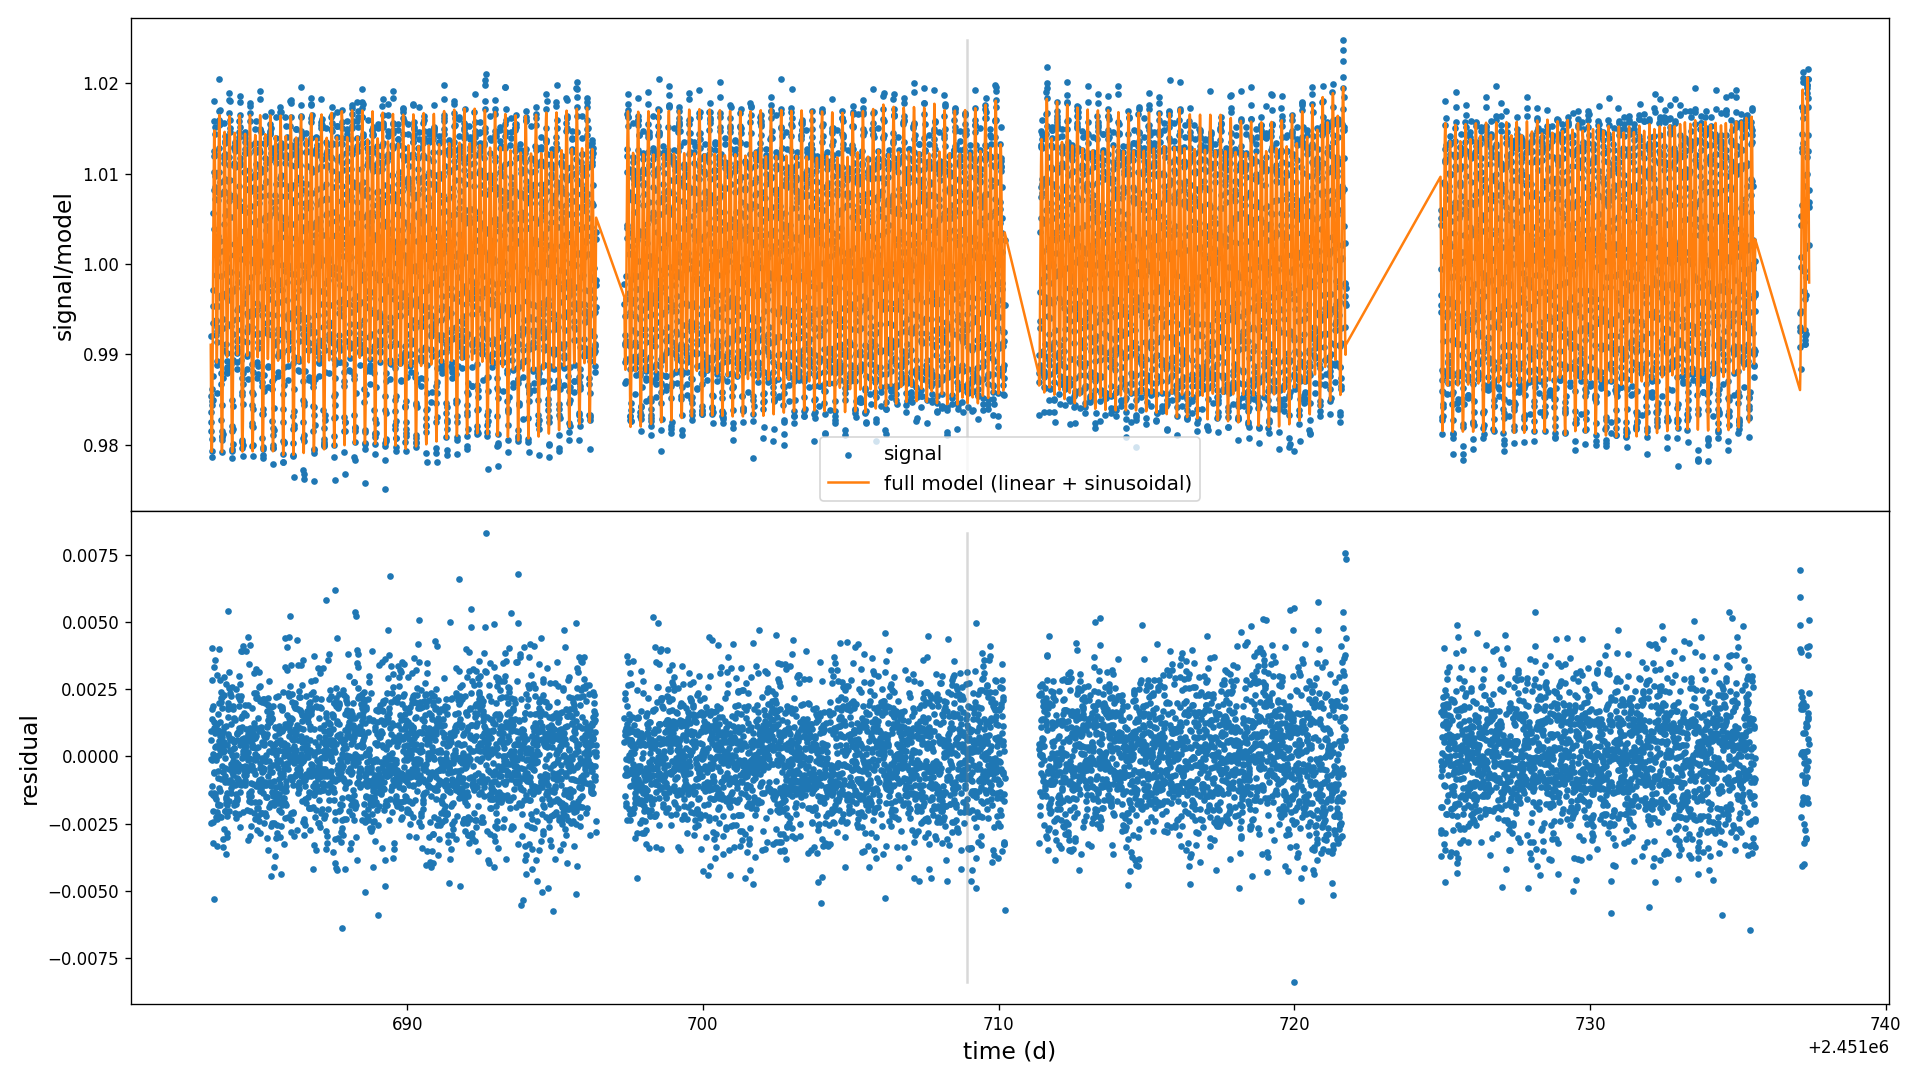 1.02
1.01
1.00
0.99
0.98
signal/model
signal
full model (linear + sinusoidal)
0.0075
0.0050
0.0025
0.0000
−0.0025
−0.0050
−0.0075
residual
690 700 710 720 730 740
time (d)
+2.451e6